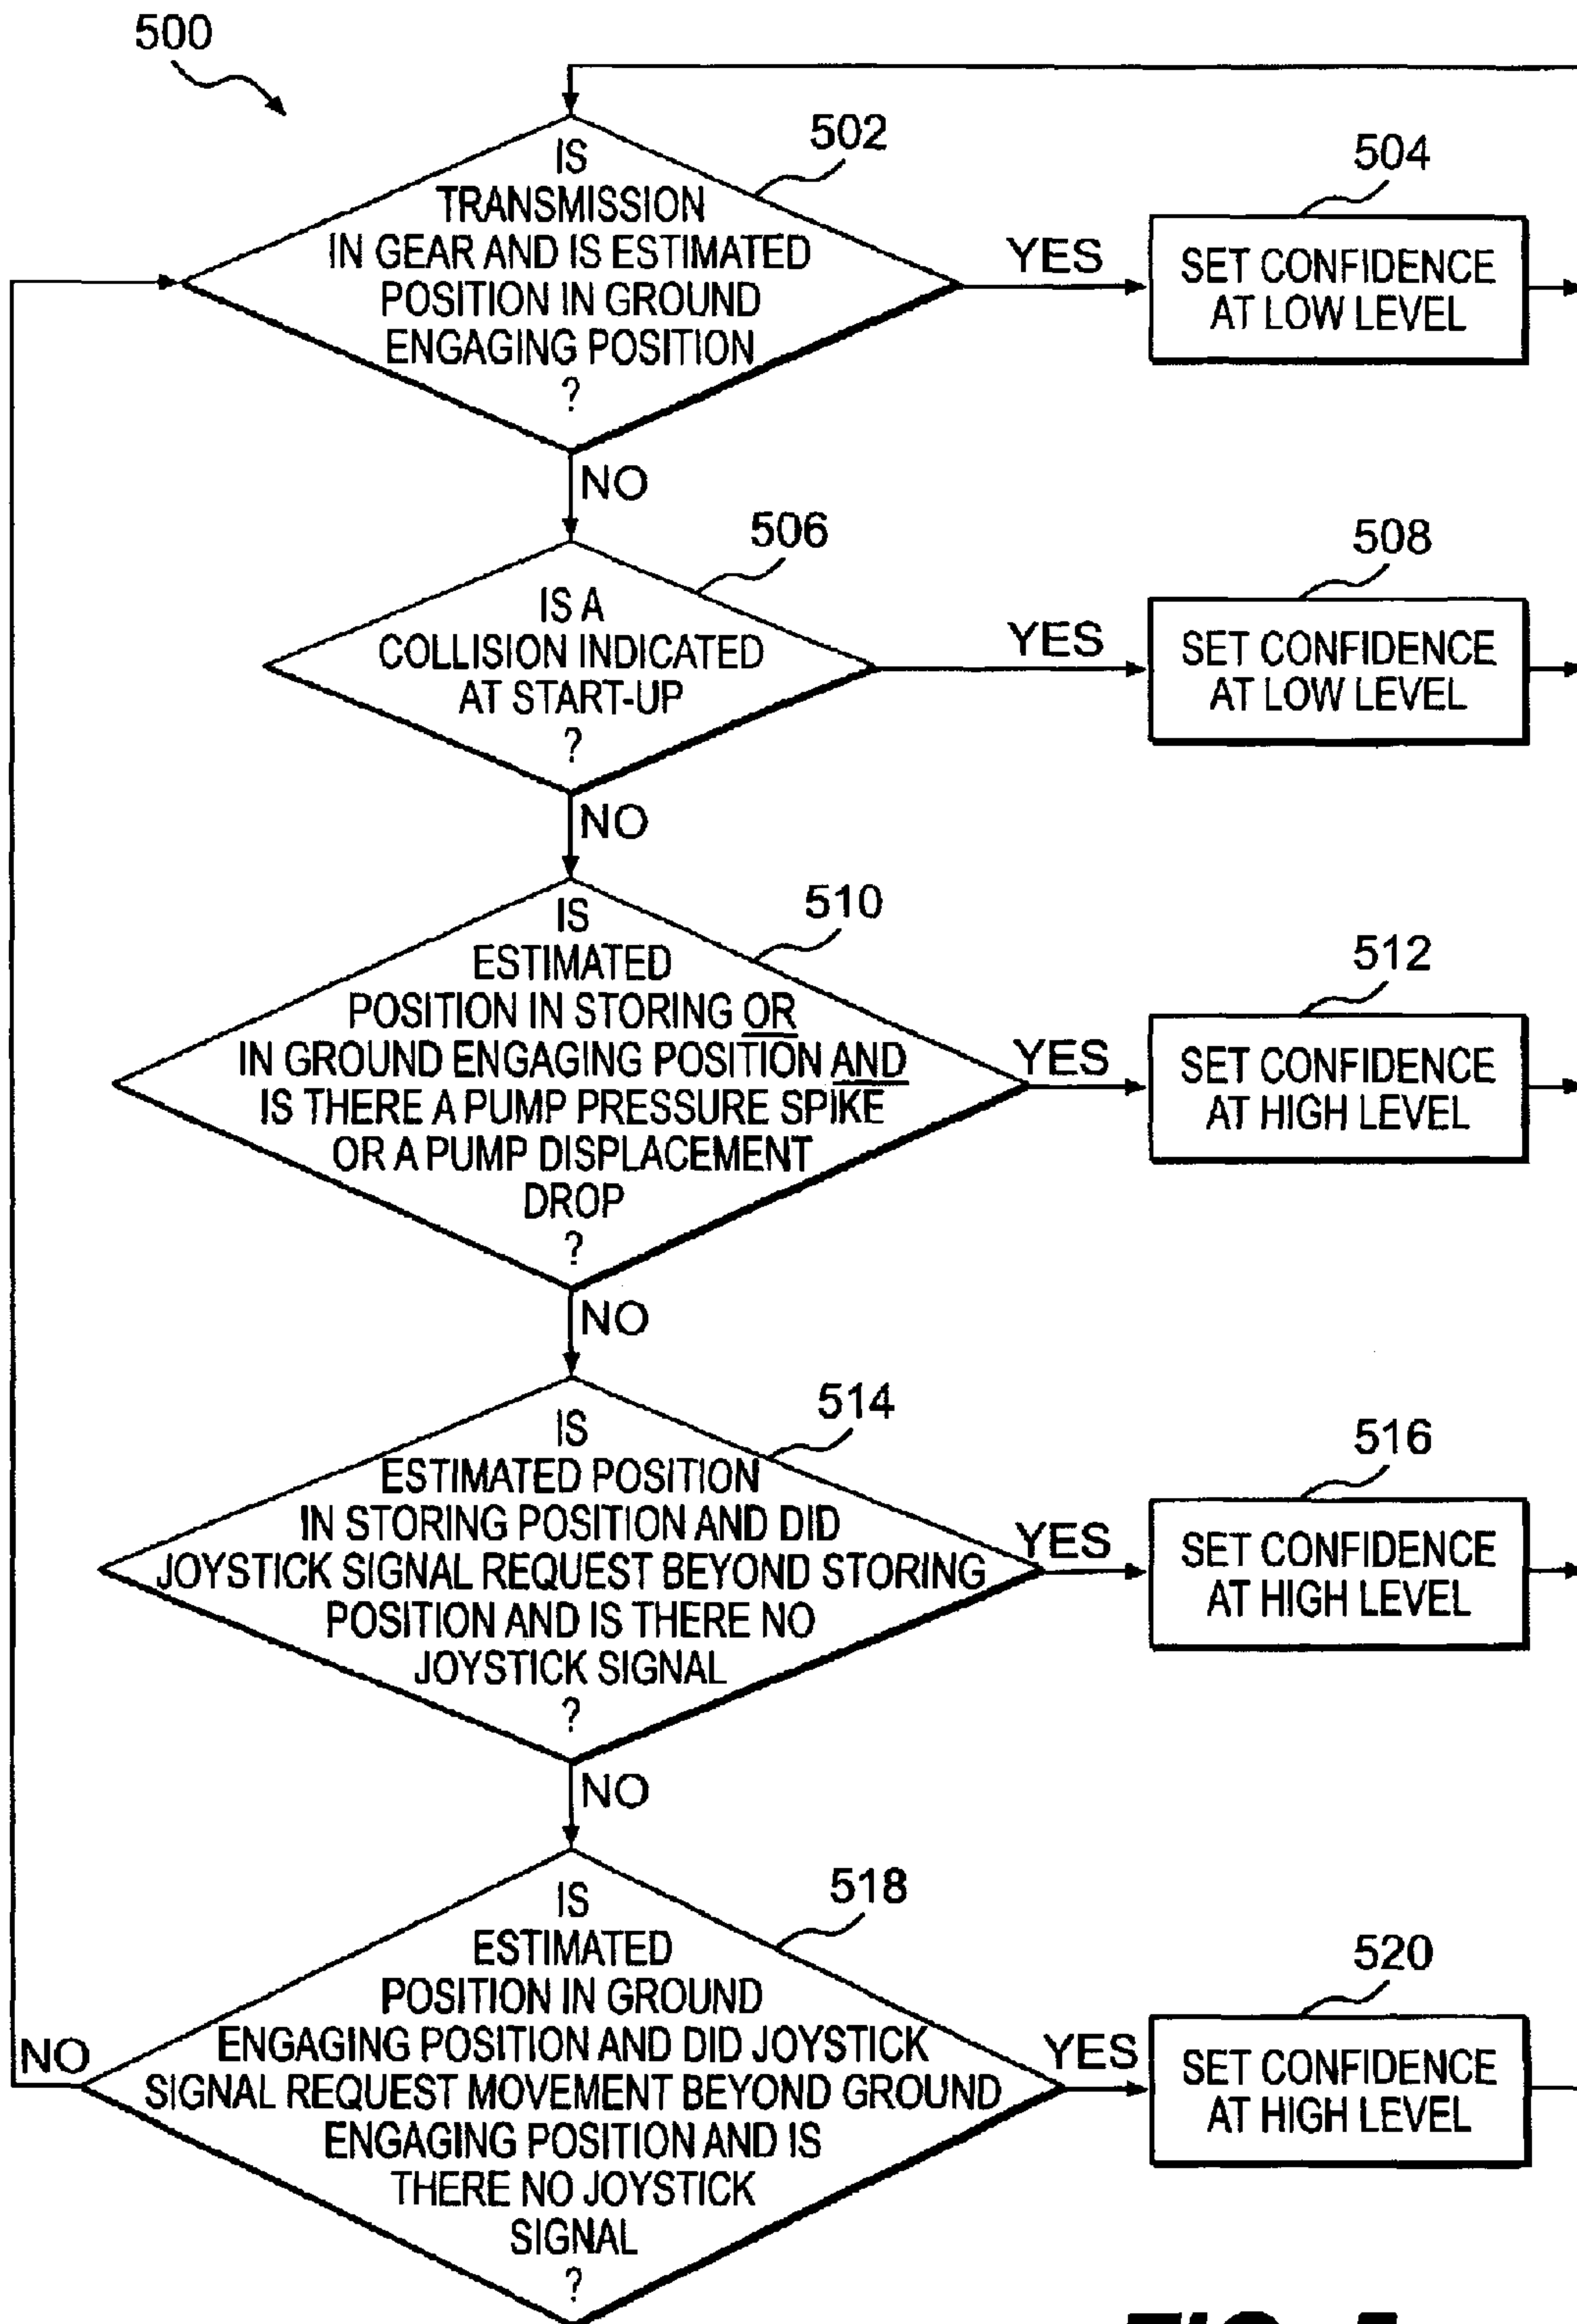 500
502
IS
TRANSMISSION
IN GEAR AND IS ESTIMATED
POSITION IN GROUND
ENGAGING POSITION
?
YES
504
SET CONFIDENCE
AT LOW LEVEL
NO
506
IS A
COLLISION INDICATED
AT START-UP
?
YES
508
SET CONFIDENCE
AT LOW LEVEL
NO
510
IS
ESTIMATED
POSITION IN STORING OR
IN GROUND ENGAGING POSITION AND
IS THERE A PUMP PRESSURE SPIKE
OR A PUMP DISPLACEMENT
DROP
?
YES
512
SET CONFIDENCE
AT HIGH LEVEL
NO
514
IS
ESTIMATED POSITION
IN STORING POSITION AND DID
JOYSTICK SIGNAL REQUEST BEYOND STORING
POSITION AND IS THERE NO
JOYSTICK SIGNAL
?
YES
516
SET CONFIDENCE
AT HIGH LEVEL
NO
518
IS
ESTIMATED
POSITION IN GROUND
ENGAGING POSITION AND DID JOYSTICK
SIGNAL REQUEST MOVEMENT BEYOND GROUND
ENGAGING POSITION AND IS
THERE NO JOYSTICK
SIGNAL
?
YES
520
SET CONFIDENCE
AT HIGH LEVEL
NO